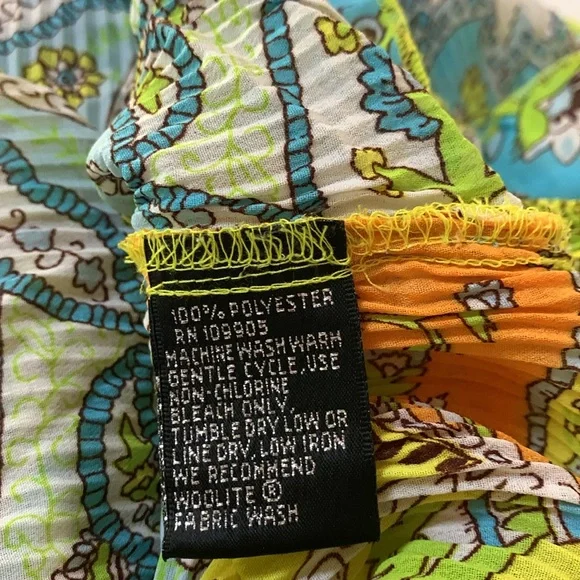 100% POLYESTER
RN 109905
MACHINE WASH WARM
GENTLE CYCLE, USE
NON-CHLORINE
BLEACH ONLY,
TUMBLE DRY LOW OR
LINE DRY, LOW IRON
WE RECOMMEND
WOOLITE ®
FABRIC WASH